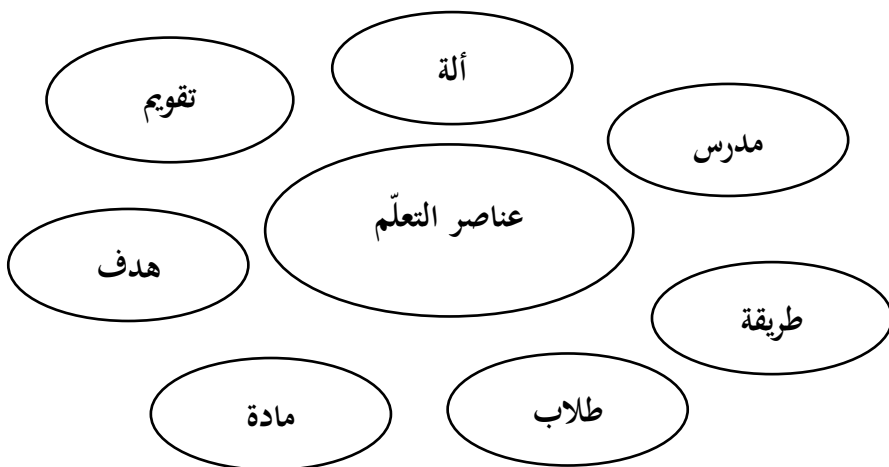 ألة
تقويم
مدرس
عناصر التعلّم
هدف
طريقة
طلاب
مادة